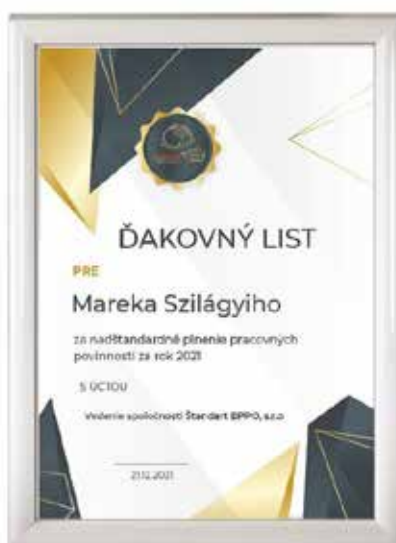 ĎAKOVNÝ LIST
PRE
Mareka Szilágyiho
za nadštandardné plnenie pracovných
povinností za rok 2021
S ÚCTOU
Vedenie spoločnosti Štandart BPPO, s.r.o
21.12.2021